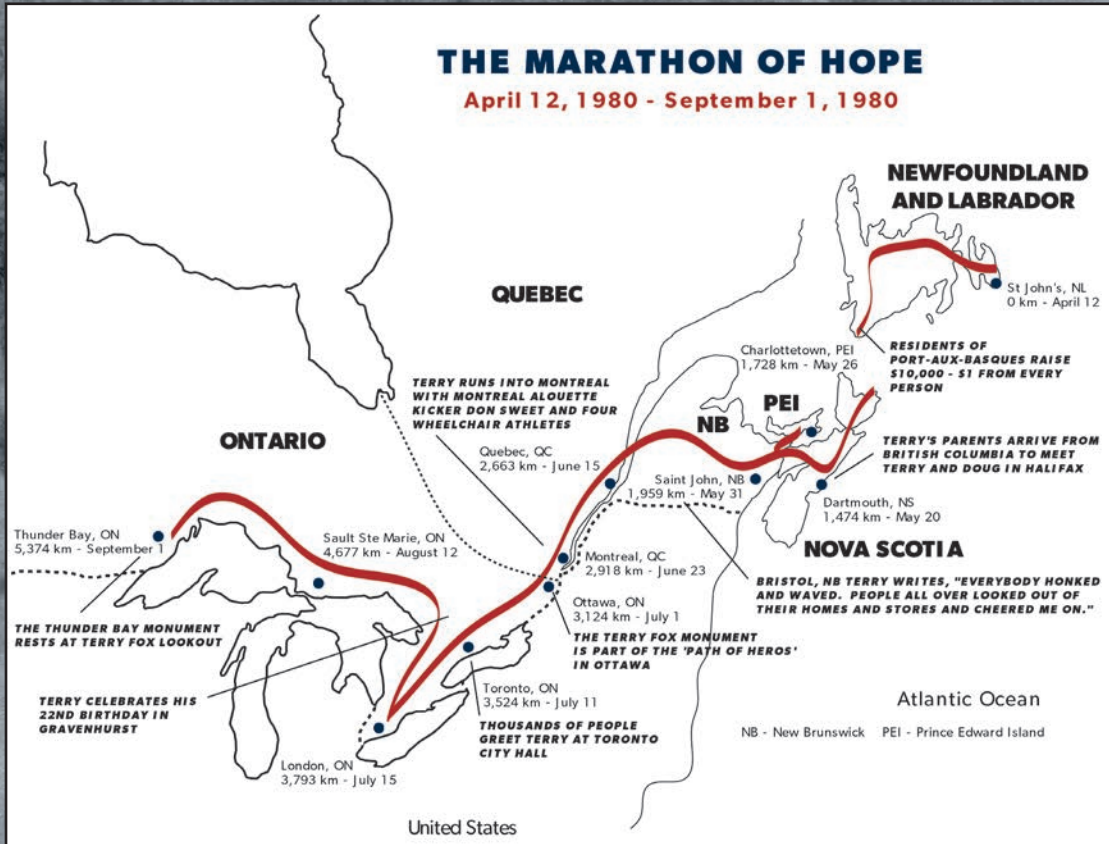 THE MARATHON OF HOPE
April 12, 1980 - September 1, 1980
NEWFOUNDLAND
AND LABRADOR
St John's, NL
0 km - April 12
QUEBEC
RESIDENTS OF
PORT-AUX-BASQUES RAISE
$10,000 - $1 FROM EVERY
PERSON
Charlottetown, PEI
1,728 km - May 26
TERRY RUNS INTO MONTREAL
WITH MONTREAL ALOUETTE
KICKER DON SWEET AND FOUR
WHEELCHAIR ATHLETES
PEI
NB
ONTARIO
TERRY'S PARENTS ARRIVE FROM
BRITISH COLUMBIA TO MEET
TERRY AND DOUG IN HALIFAX
Quebec, QC
2,663 km - June 15
Saint John, NB
1,959 km - May 31
Dartmouth, NS
1,474 km - May 20
Thunder Bay, ON
5,374 km - September 1
Sault Ste Marie, ON
4,677 km - August 12
NOVA SCOTIA
Montreal, QC
2,918 km - June 23
BRISTOL, NB TERRY WRITES, "EVERYBODY HONKED
AND WAVED. PEOPLE ALL OVER LOOKED OUT OF
THEIR HOMES AND STORES AND CHEERED ME ON."
Ottawa, ON
3,124 km - July 1
THE THUNDER BAY MONUMENT
RESTS AT TERRY FOX LOOKOUT
THE TERRY FOX MONUMENT
IS PART OF THE 'PATH OF HEROS'
IN OTTAWA
TERRY CELEBRATES HIS
22ND BIRTHDAY IN
GRAVENHURST
Toronto, ON
3,524 km - July 11
THOUSANDS OF PEOPLE
GREET TERRY AT TORONTO
CITY HALL
Atlantic Ocean
NB - New Brunswick PEI - Prince Edward Island
London, ON
3,793 km - July 15
United States